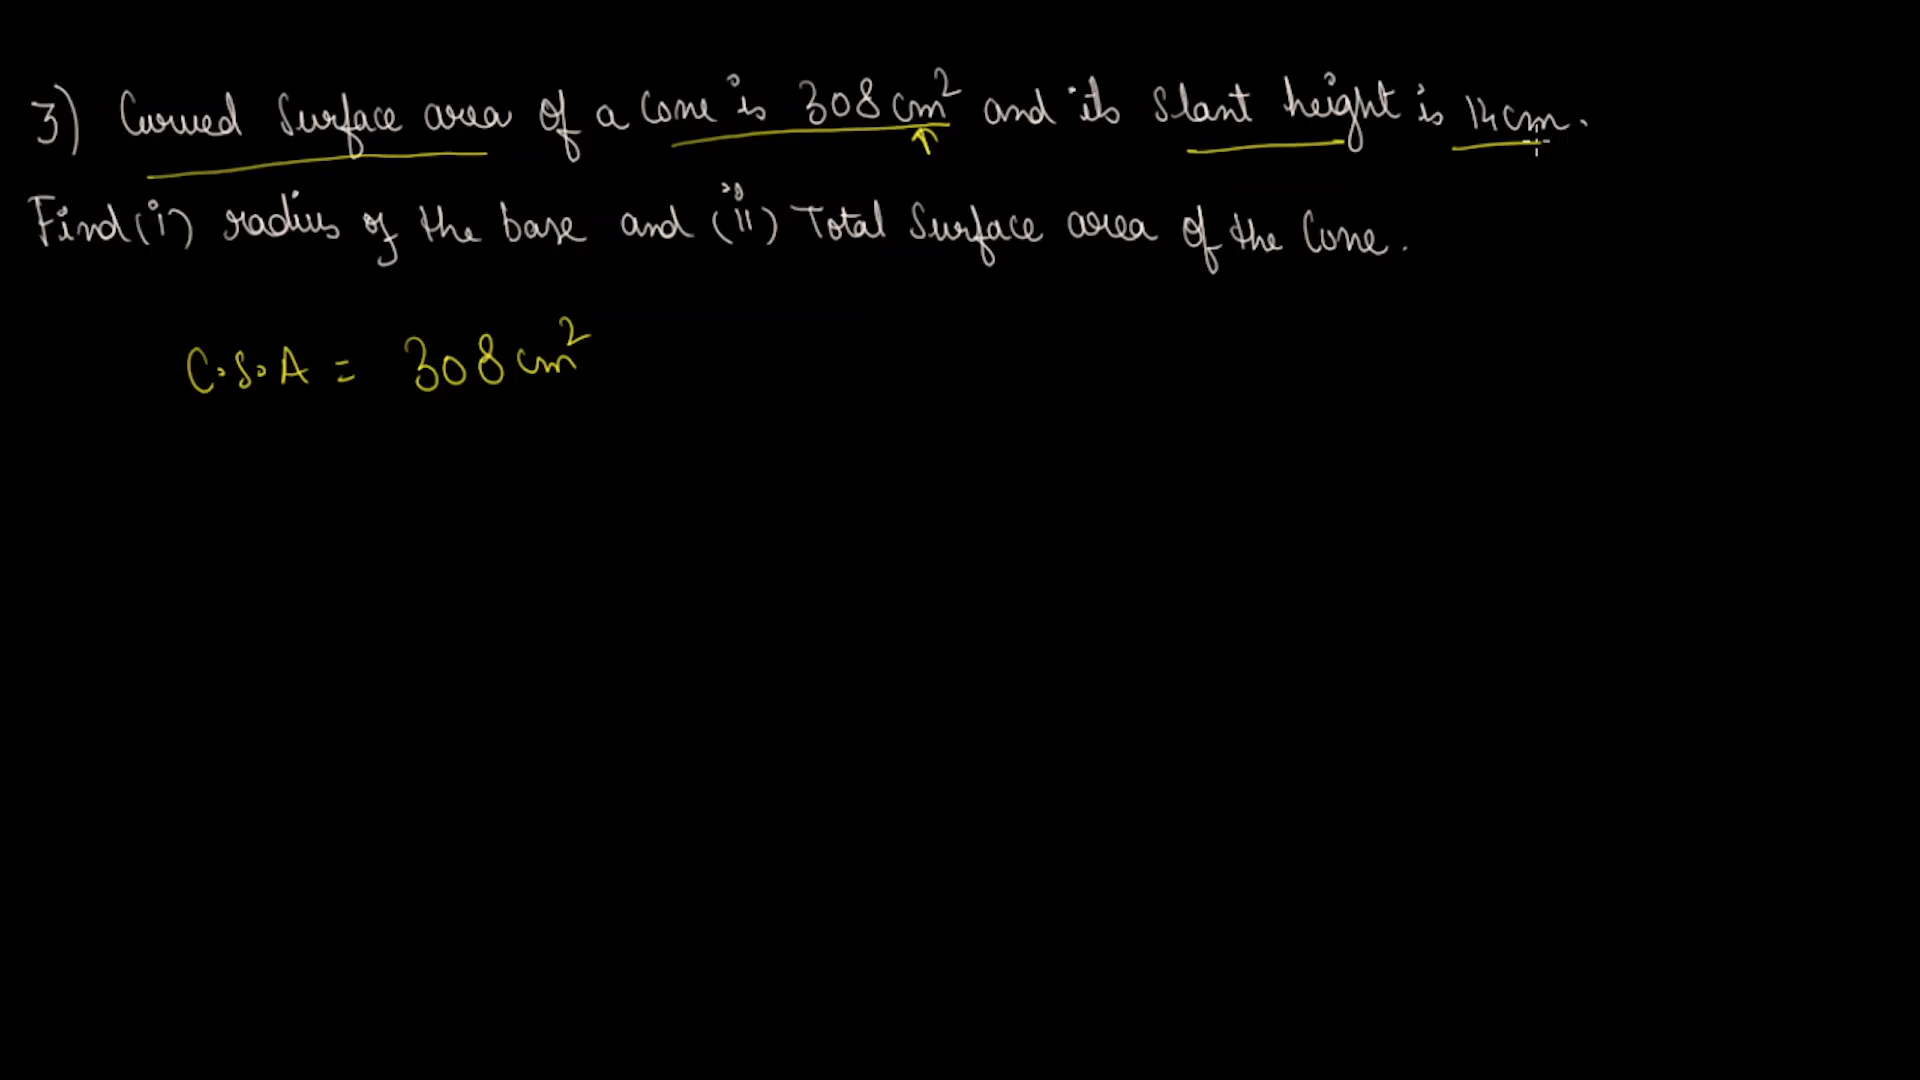 3) Curved Surface area of a Cone is 308 cm² and its Slant height is 14 cm.
Find (i) radius of the base and (ii) Total Surface area of the Cone.
C.S.A = 308 cm²